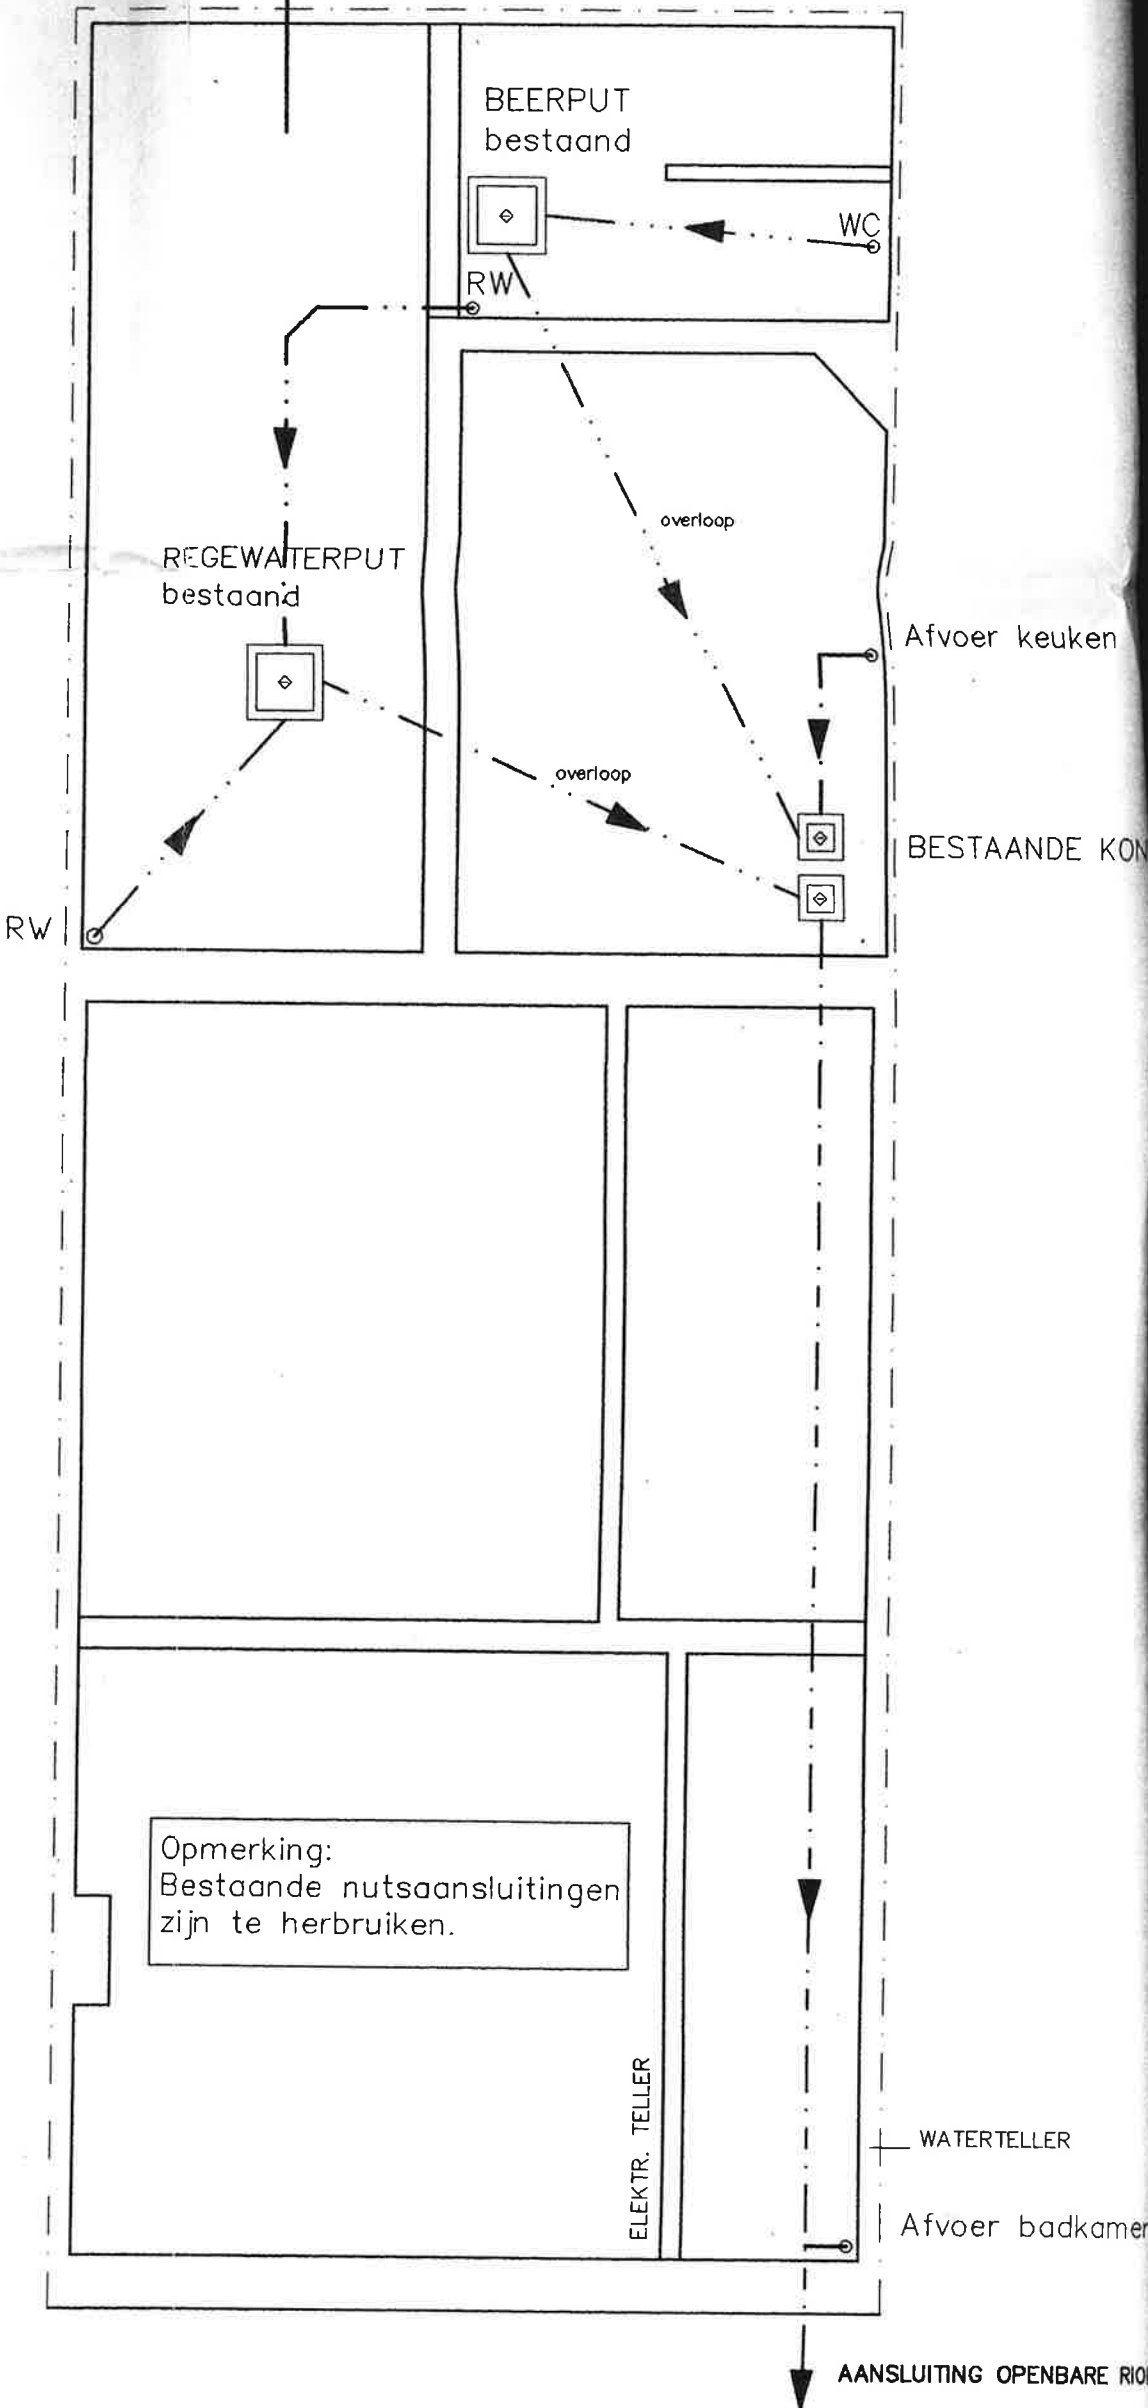 BEERPUT
bestaand
WC
RW
overloop
REGEWATERPUT
bestaand
Afvoer keuken
overloop
BESTAANDE KON
RW
Opmerking:
Bestaande nutsaansluitingen
zijn te herbruiken.
ELEKTR. TELLER
WATERTELLER
Afvoer badkamer
AANSLUITING OPENBARE RIO